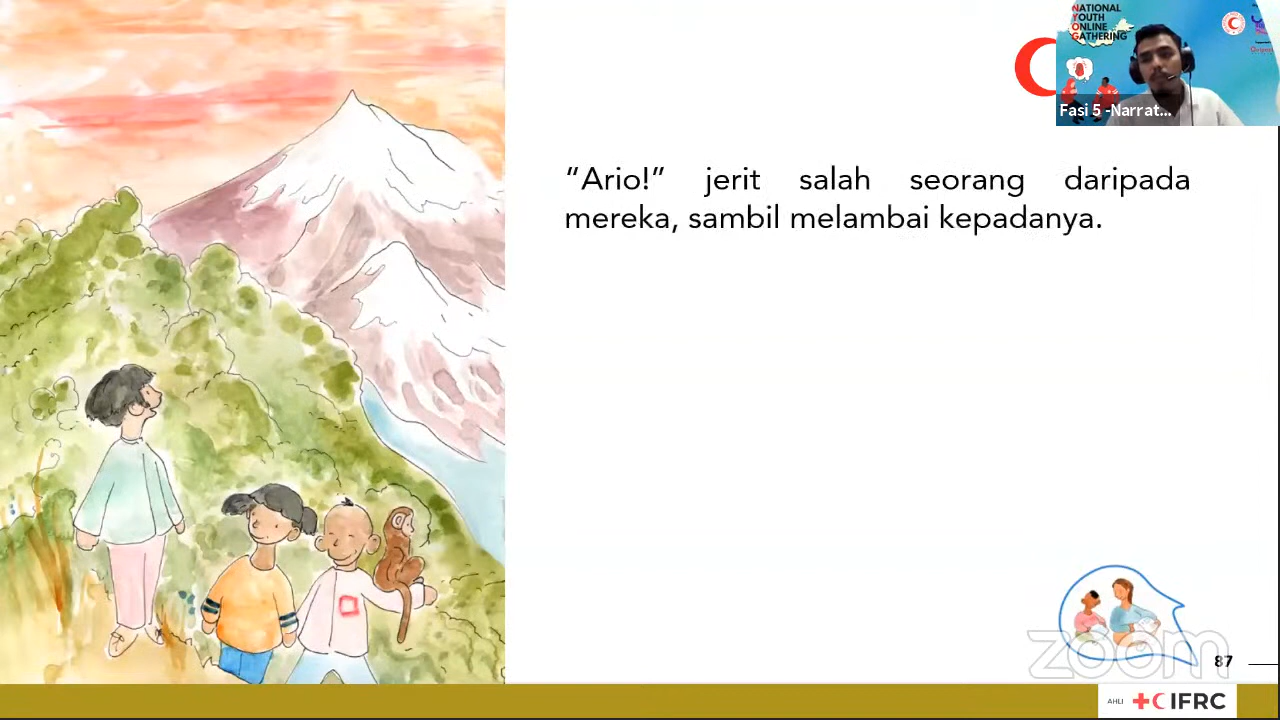 NATIONAL
YOUTH
ONLINE
GATHERING
Fasi 5 -Narrat...
“Ario!” jerit salah seorang daripada
mereka, sambil melambai kepadanya.
zoom
87
AHLI
IFRC